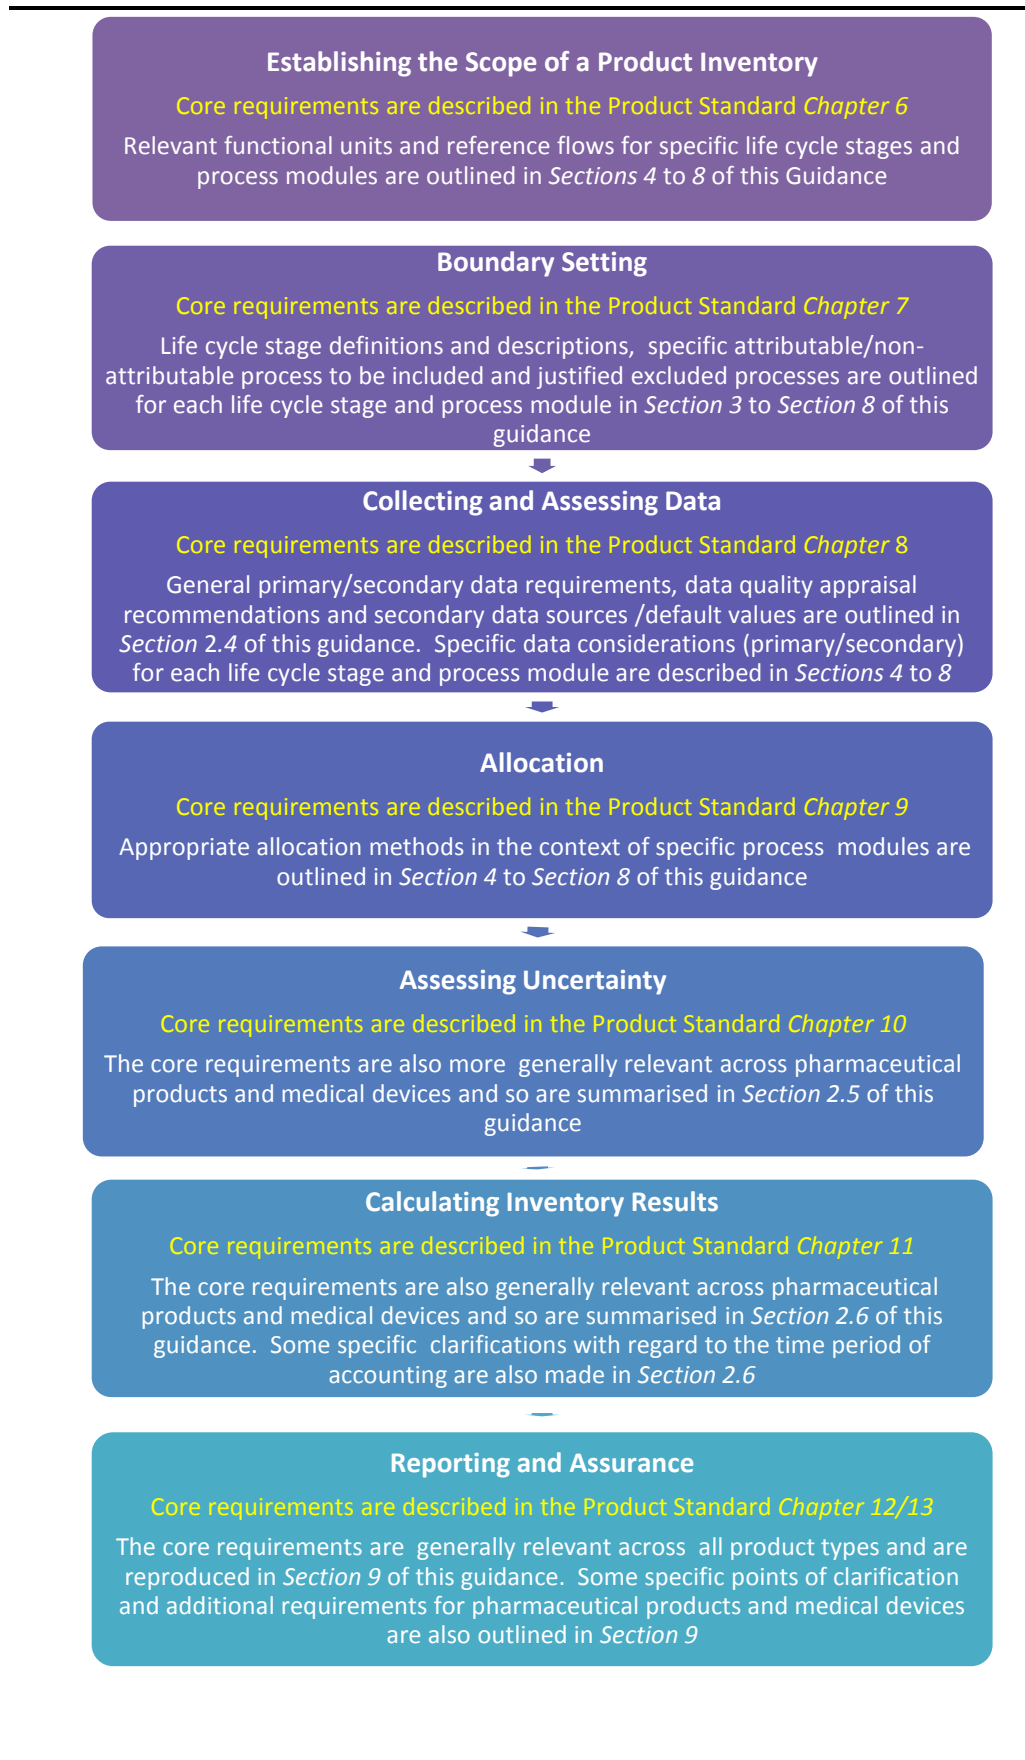 Establishing the Scope of a Product Inventory
Core requirements are described in the Product Standard Chapter 6
Relevant functional units and reference flows for specific life cycle stages and
process modules are outlined in Sections 4 to 8 of this Guidance
Boundary Setting
Core requirements are described in the Product Standard Chapter 7
Life cycle stage definitions and descriptions,  specific attributable/non-
attributable process to be included and justified excluded processes are outlined
for each life cycle stage and process module in Section 3 to Section 8 of this
guidance
Collecting and Assessing Data
Core requirements are described in the Product Standard Chapter 8
General primary/secondary data requirements, data quality appraisal
recommendations and secondary data sources /default values are outlined in
Section 2.4 of this guidance.  Specific data considerations (primary/secondary)
for each life cycle stage and process module are described in Sections 4 to 8
Allocation
Core requirements are described in the Product Standard Chapter 9
Appropriate allocation methods in the context of specific process  modules are
outlined in Section 4 to Section 8 of this guidance
Assessing Uncertainty
Core requirements are described in the Product Standard Chapter 10
The core requirements are also more  generally relevant across pharmaceutical
products and medical devices and so are summarised in Section 2.5 of this
guidance
Calculating Inventory Results
Core requirements are described in the Product Standard Chapter 11
The core requirements are also generally relevant across pharmaceutical
products and medical devices and so are summarised in Section 2.6 of this
guidance.  Some specific  clarifications with regard to the time period of
accounting are also made in Section 2.6
Reporting and Assurance
Core requirements are described in the Product Standard Chapter 12/13
The core requirements are  generally relevant across  all product types and are
reproduced in Section 9 of this guidance.  Some specific points of clarification
and additional requirements for pharmaceutical products and medical devices
are also outlined in Section 9